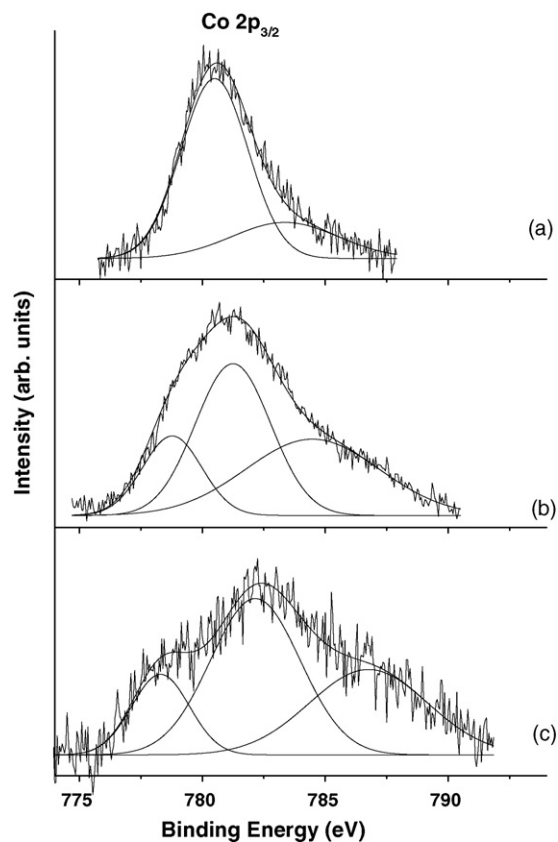 Co 2p3/2
(a)
(b)
(c)
Intensity (arb. units)
775 780 785 790
Binding Energy (eV)